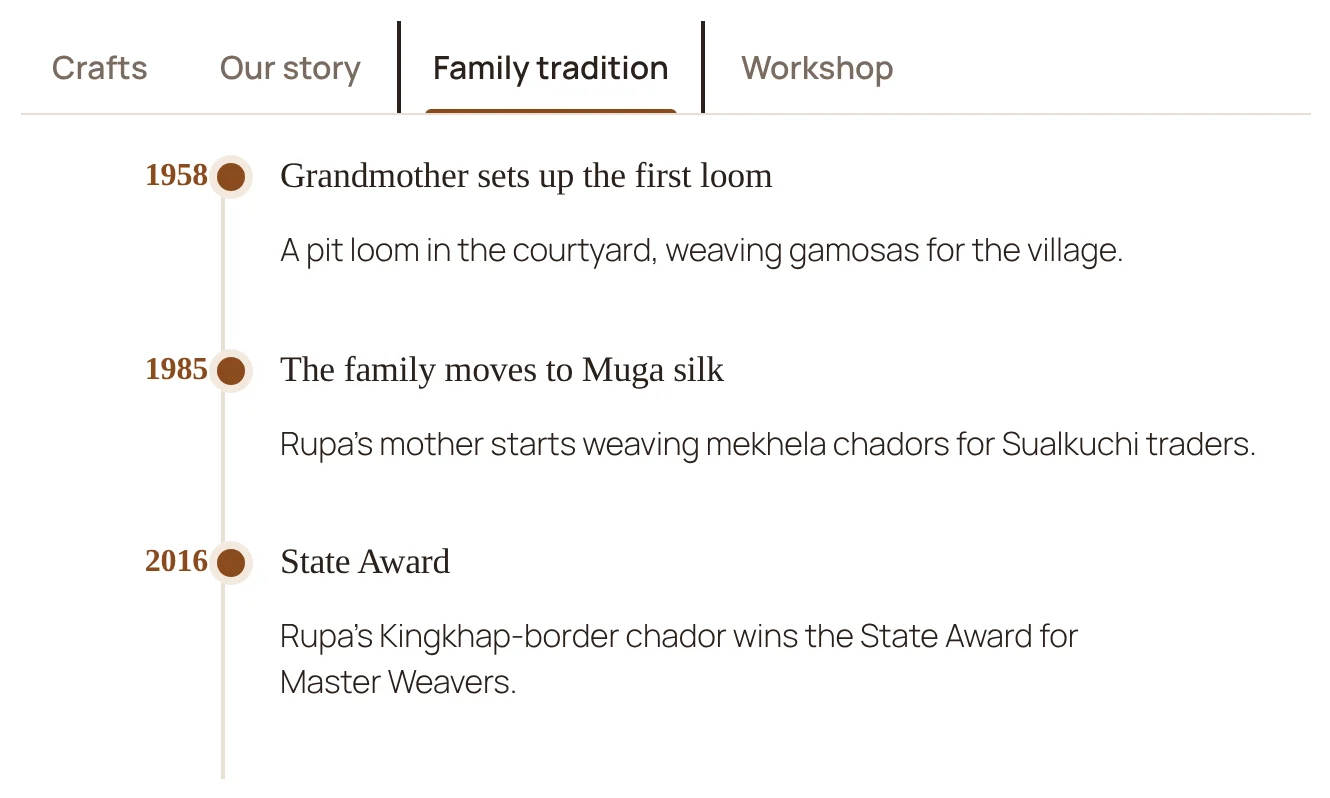 Crafts Our story Family tradition Workshop
1958 Grandmother sets up the first loom
A pit loom in the courtyard, weaving gamosas for the village.
1985 The family moves to Muga silk
Rupa’s mother starts weaving mekhela chadors for Sualkuchi traders.
2016 State Award
Rupa’s Kingkhap-border chador wins the State Award for
Master Weavers.